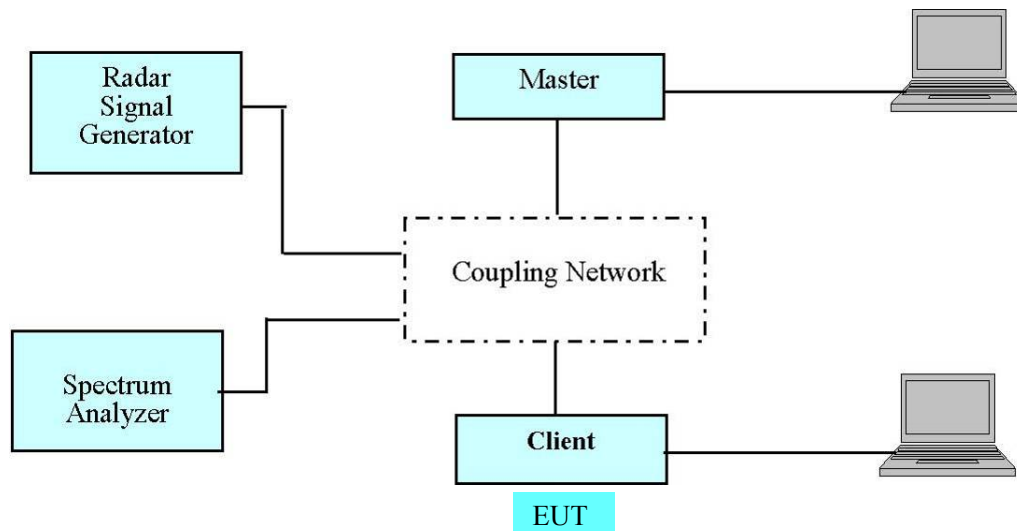 Radar
Signal
Generator
Master
Coupling Network
Spectrum
Analyzer
Client
EUT